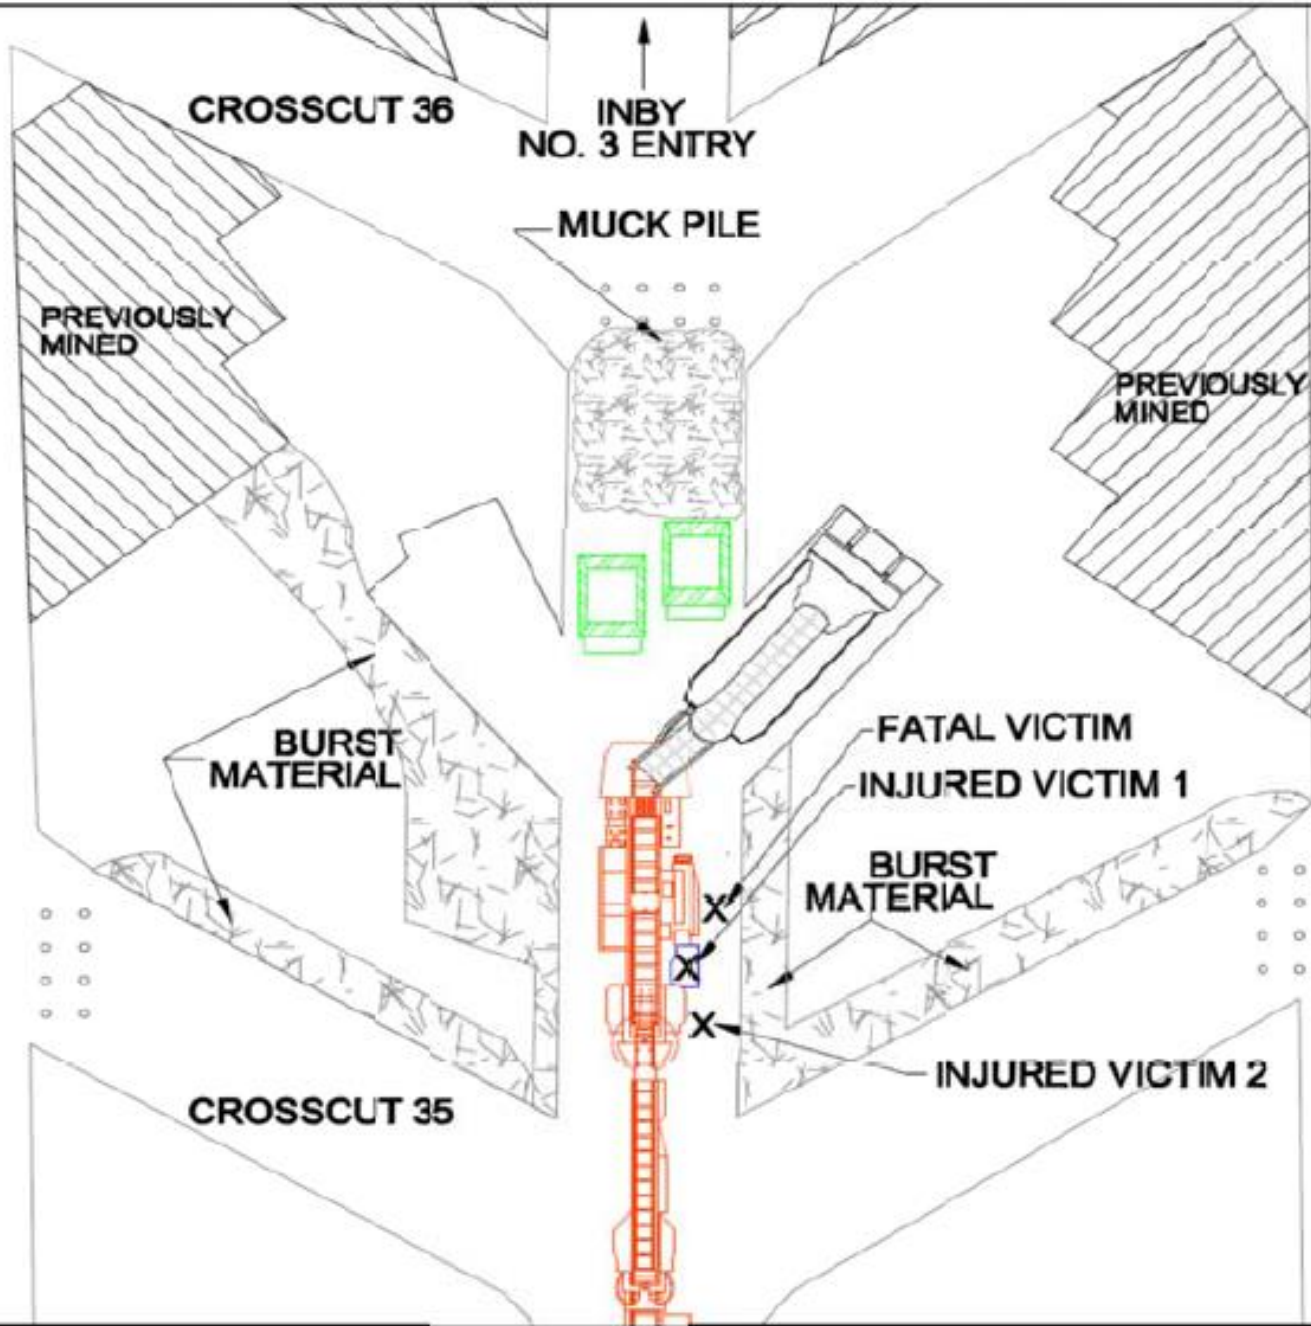 CROSSCUT 36
INBY
NO. 3 ENTRY
MUCK PILE
PREVIOUSLY
MINED
PREVIOUSLY
MINED
FATAL VICTIM
BURST
MATERIAL
INJURED VICTIM 1
BURST
MATERIAL
X
X
X
INJURED VICTIM 2
CROSSCUT 35